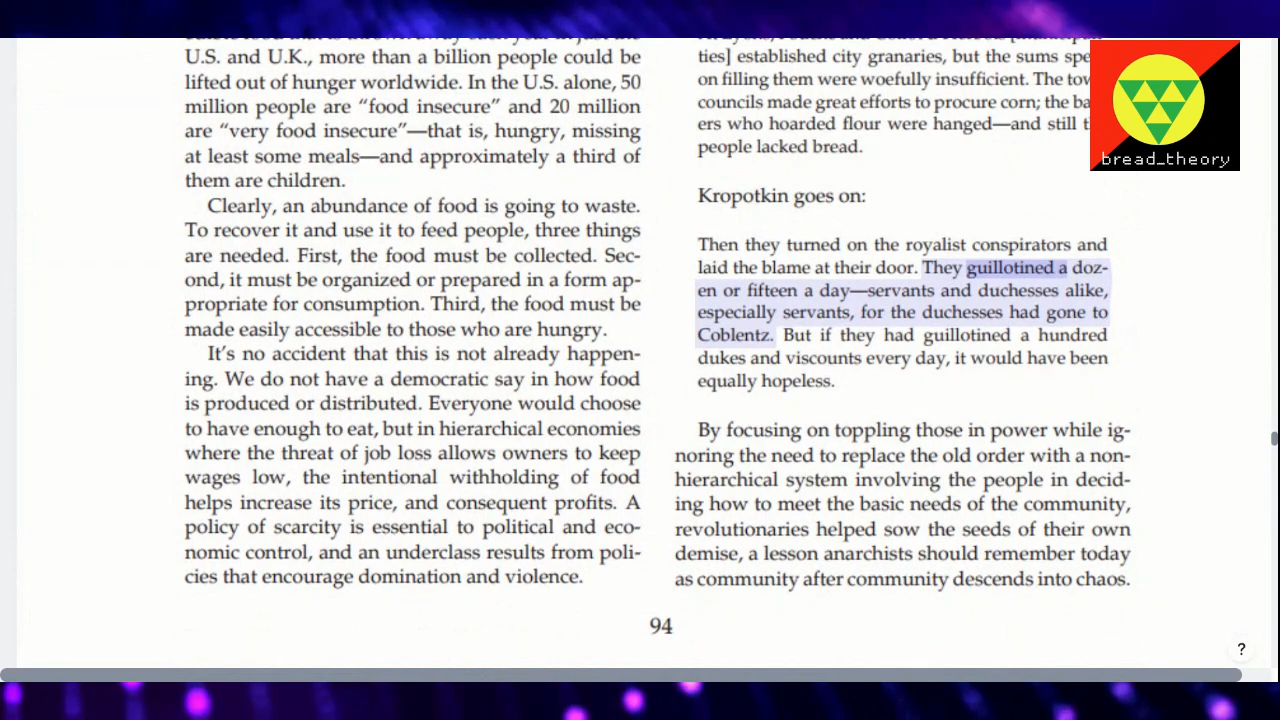 U.S. and U.K., more than a billion people could be
lifted out of hunger worldwide. In the U.S. alone, 50
million people are “food insecure” and 20 million
are “very food insecure”—that is, hungry, missing
at least some meals—and approximately a third of
them are children.
Clearly, an abundance of food is going to waste.
To recover it and use it to feed people, three things
are needed. First, the food must be collected. Sec-
ond, it must be organized or prepared in a form ap-
propriate for consumption. Third, the food must be
made easily accessible to those who are hungry.
It’s no accident that this is not already happen-
ing. We do not have a democratic say in how food
is produced or distributed. Everyone would choose
to have enough to eat, but in hierarchical economies
where the threat of job loss allows owners to keep
wages low, the intentional withholding of food
helps increase its price, and consequent profits. A
policy of scarcity is essential to political and eco-
nomic control, and an underclass results from poli-
cies that encourage domination and violence.
ties] established city granaries, but the sums spe
on filling them were woefully insufficient. The tow
councils made great efforts to procure corn; the ba
ers who hoarded flour were hanged—and still t
people lacked bread.
Kropotkin goes on:
Then they turned on the royalist conspirators and
laid the blame at their door. They guillotined a doz-
en or fifteen a day—servants and duchesses alike,
especially servants, for the duchesses had gone to
Coblentz. But if they had guillotined a hundred
dukes and viscounts every day, it would have been
equally hopeless.
By focusing on toppling those in power while ig-
noring the need to replace the old order with a non-
hierarchical system involving the people in decid-
ing how to meet the basic needs of the community,
revolutionaries helped sow the seeds of their own
demise, a lesson anarchists should remember today
as community after community descends into chaos.
94
bread_theory
?